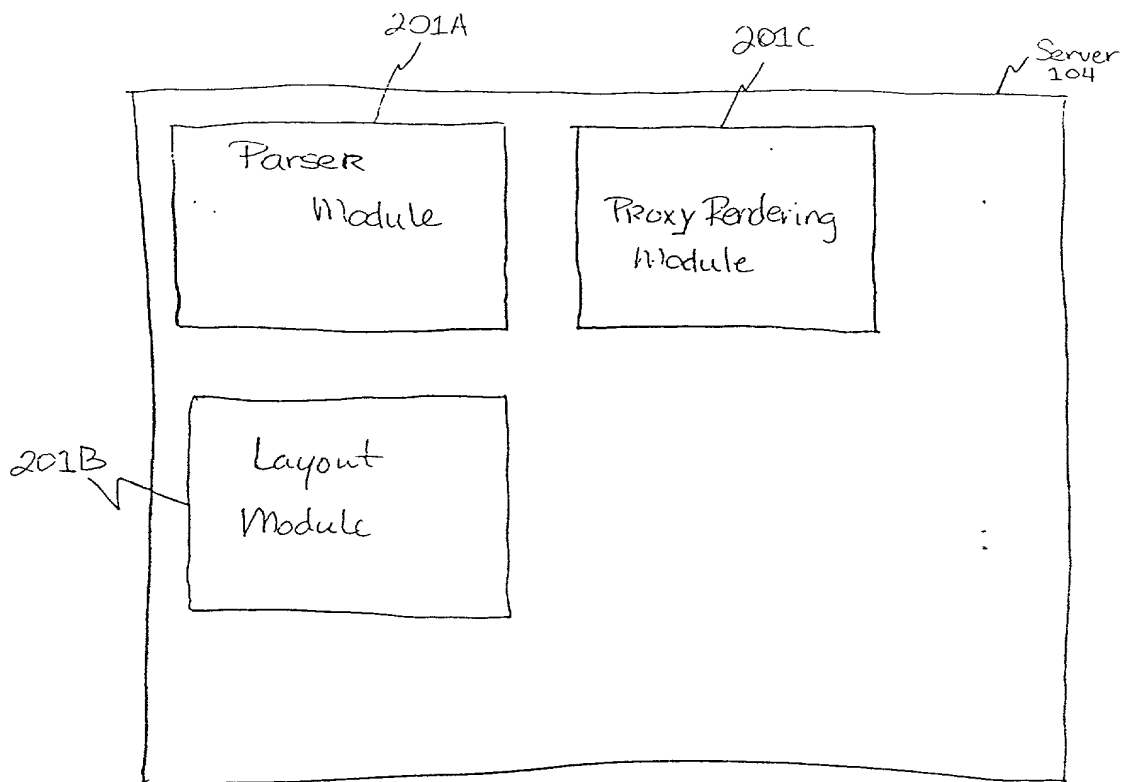 201A
201C
Server
104
Parser
Module
Proxy Rendering
Module
201B
Layout
Module